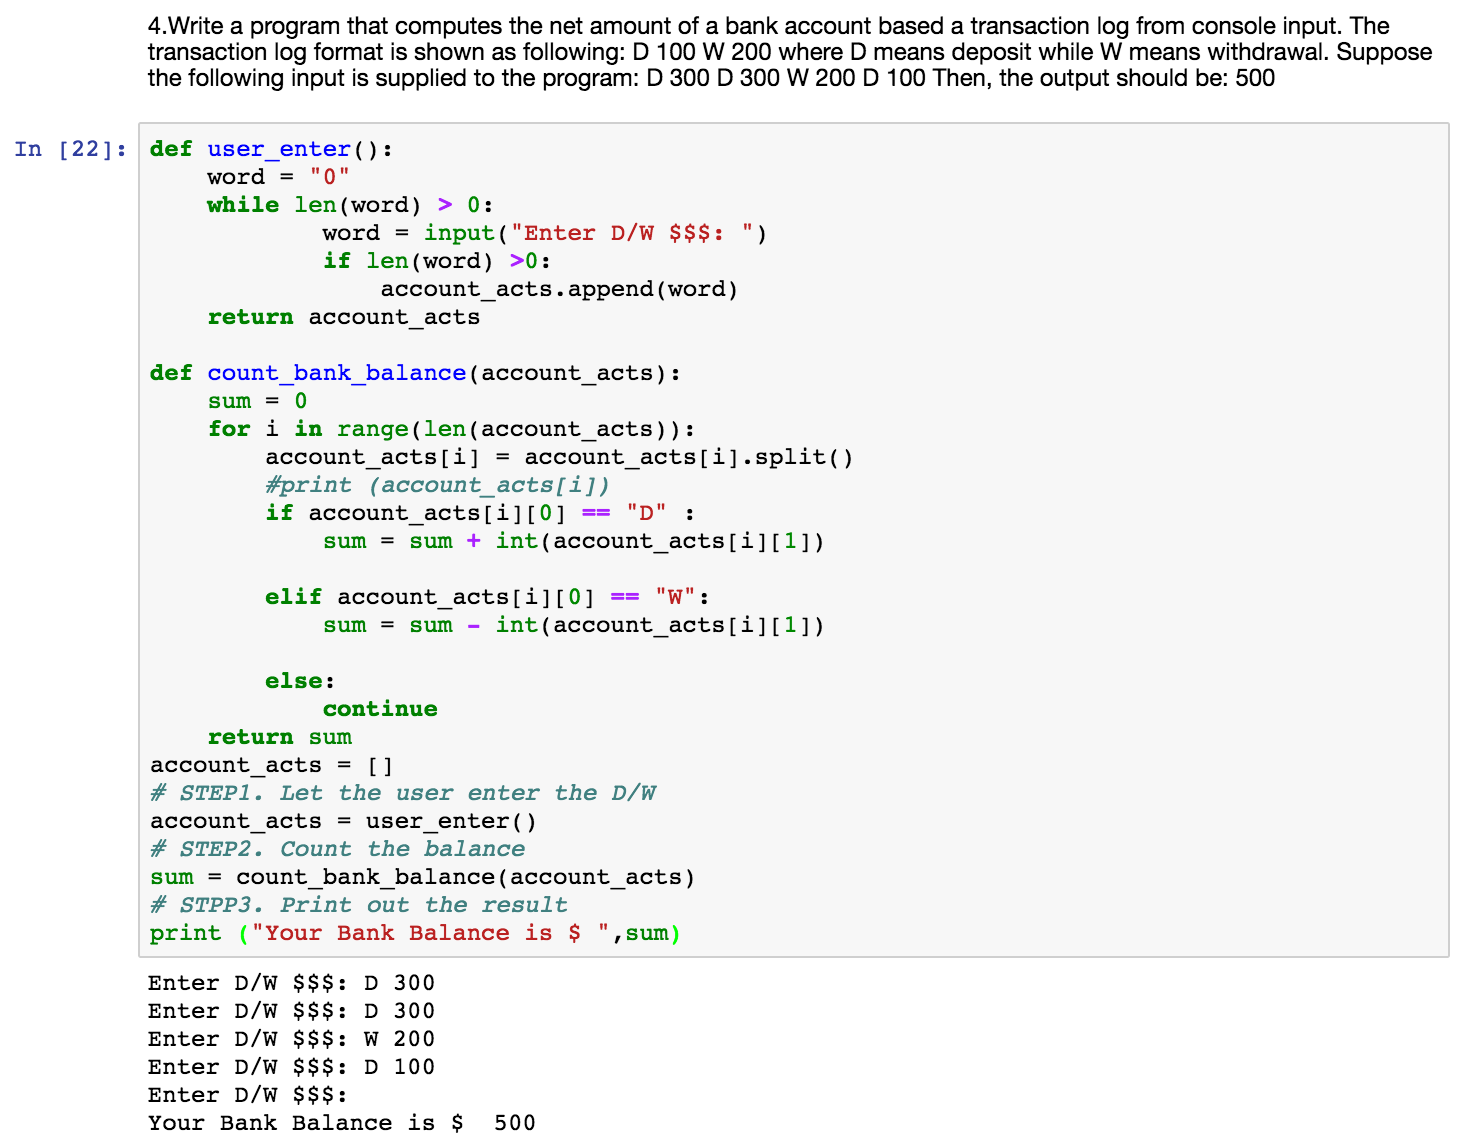 4.Write a program that computes the net amount of a bank account based a transaction log from console input. The
transaction log format is shown as following: D 100 W 200 where D means deposit while W means withdrawal. Suppose
the following input is supplied to the program: D 300 D 300 W 200 D 100 Then, the output should be: 500
In [22]: def user_enter():
    word = "0"
    while len(word) > 0:
            word = input("Enter D/W $$$: ")
            if len(word) >0:
                account_acts.append(word)
    return account_acts

def count_bank_balance(account_acts):
    sum = 0
    for i in range(len(account_acts)):
        account_acts[i] = account_acts[i].split()
        #print (account_acts[i])
        if account_acts[i][0] == "D" :
            sum = sum + int(account_acts[i][1])

        elif account_acts[i][0] == "W":
            sum = sum - int(account_acts[i][1])

        else:
            continue
    return sum
account_acts = []
# STEP1. Let the user enter the D/W
account_acts = user_enter()
# STEP2. Count the balance
sum = count_bank_balance(account_acts)
# STPP3. Print out the result
print ("Your Bank Balance is $ ",sum)
Enter D/W $$$: D 300
Enter D/W $$$: D 300
Enter D/W $$$: W 200
Enter D/W $$$: D 100
Enter D/W $$$:
Your Bank Balance is $  500